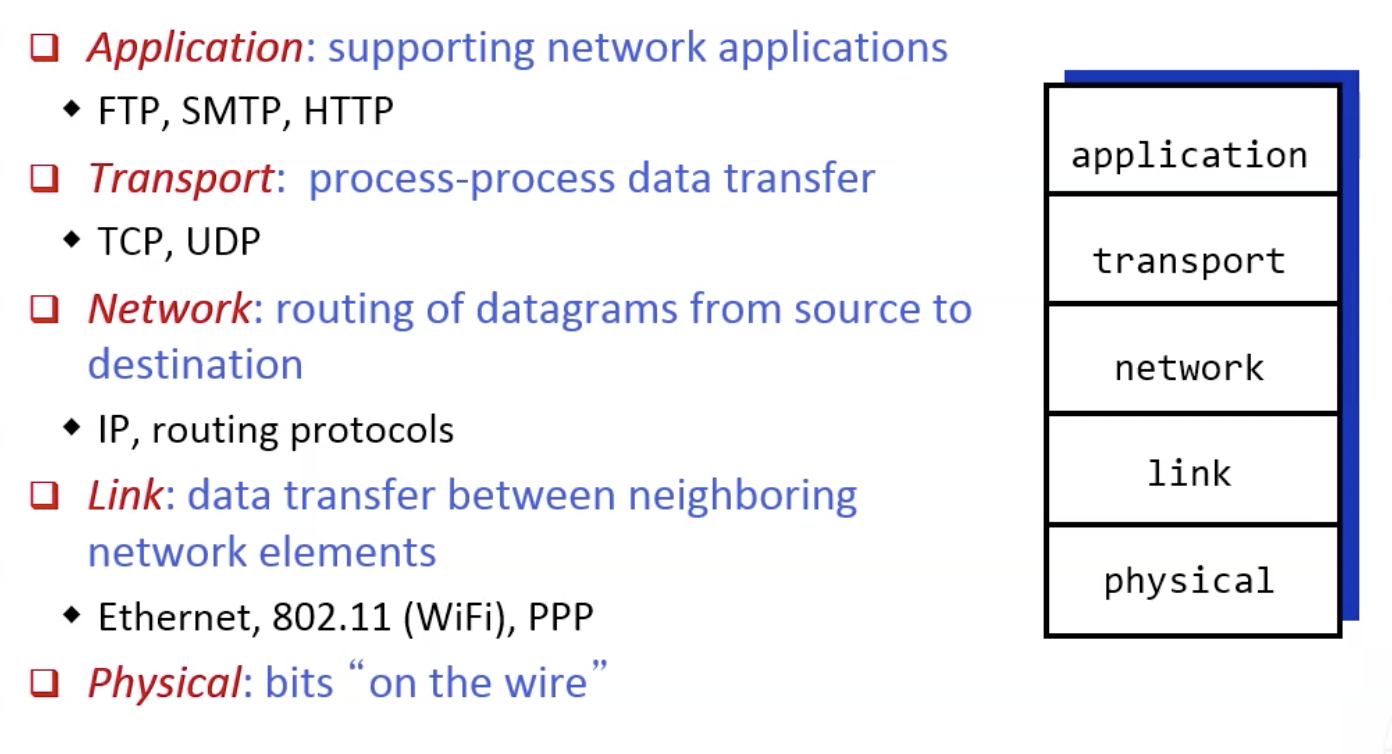 Application: supporting network applications
FTP, SMTP, HTTP
Transport: process-process data transfer
TCP, UDP
Network: routing of datagrams from source to
destination
IP, routing protocols
Link: data transfer between neighboring
network elements
Ethernet, 802.11 (WiFi), PPP
Physical: bits “on the wire”
application
transport
network
link
physical